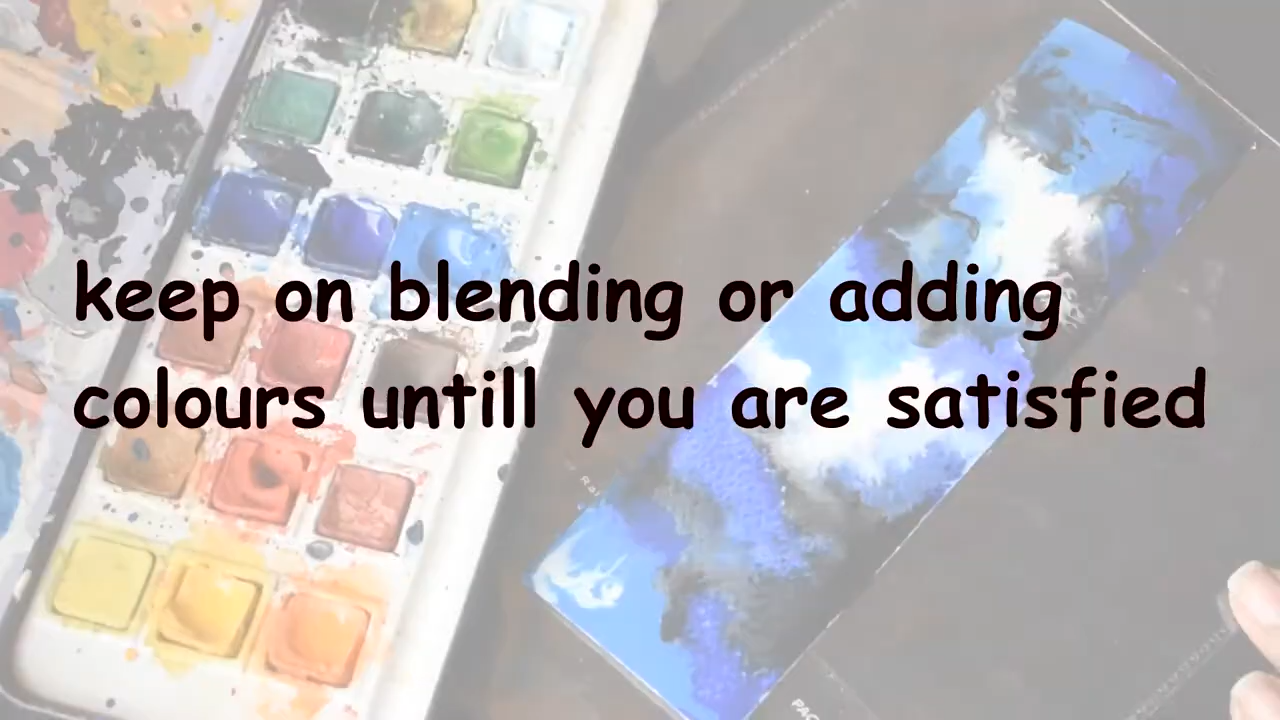 keep on blending or adding
colours untill you are satisfied